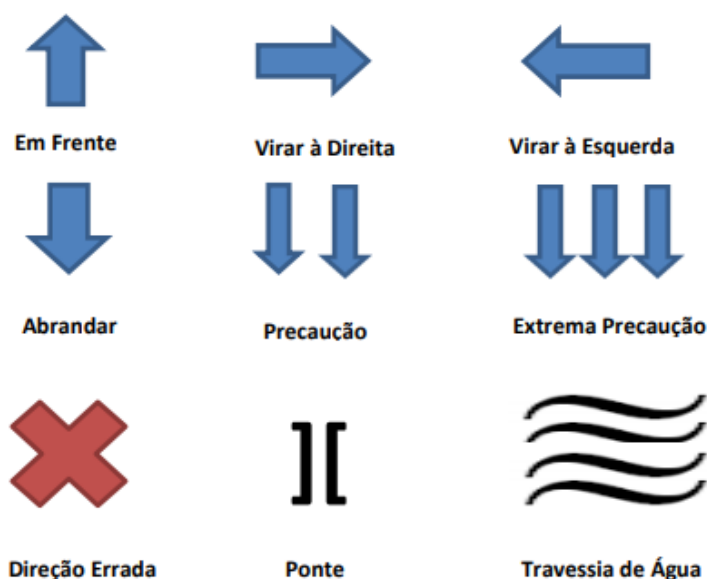 Em Frente
Virar à Direita
Virar à Esquerda
Abrandar
Precaução
Extrema Precaução
Direção Errada
Ponte
Travessia de Água